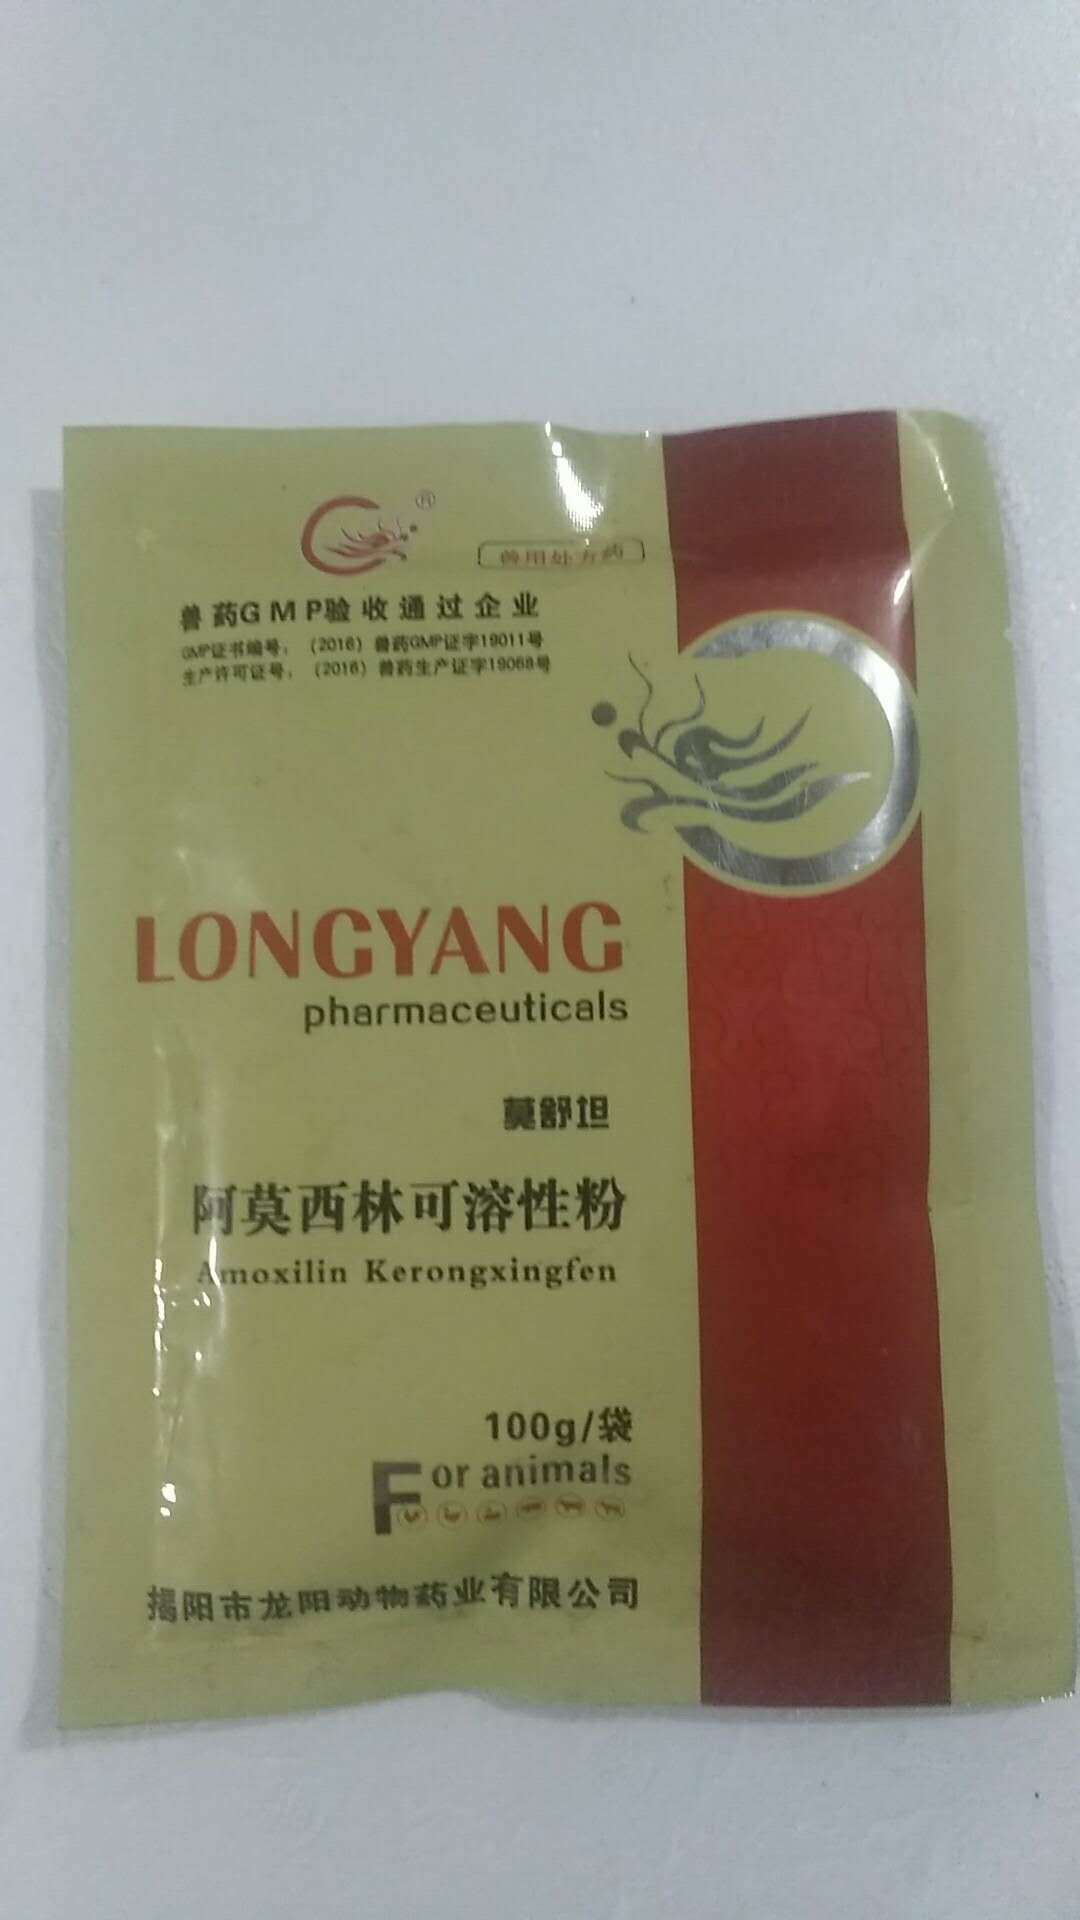 ®
兽用处方药
兽药GMP验收通过企业
GMP证书编号：（2016）兽药GMP证字19011号
生产许可证号：（2016）兽药生产证字19068号
LONGYANG
pharmaceuticals
莫舒坦
阿莫西林可溶性粉
Amoxilin Kerongxingfen
100g/袋
For animals
揭阳市龙阳动物药业有限公司